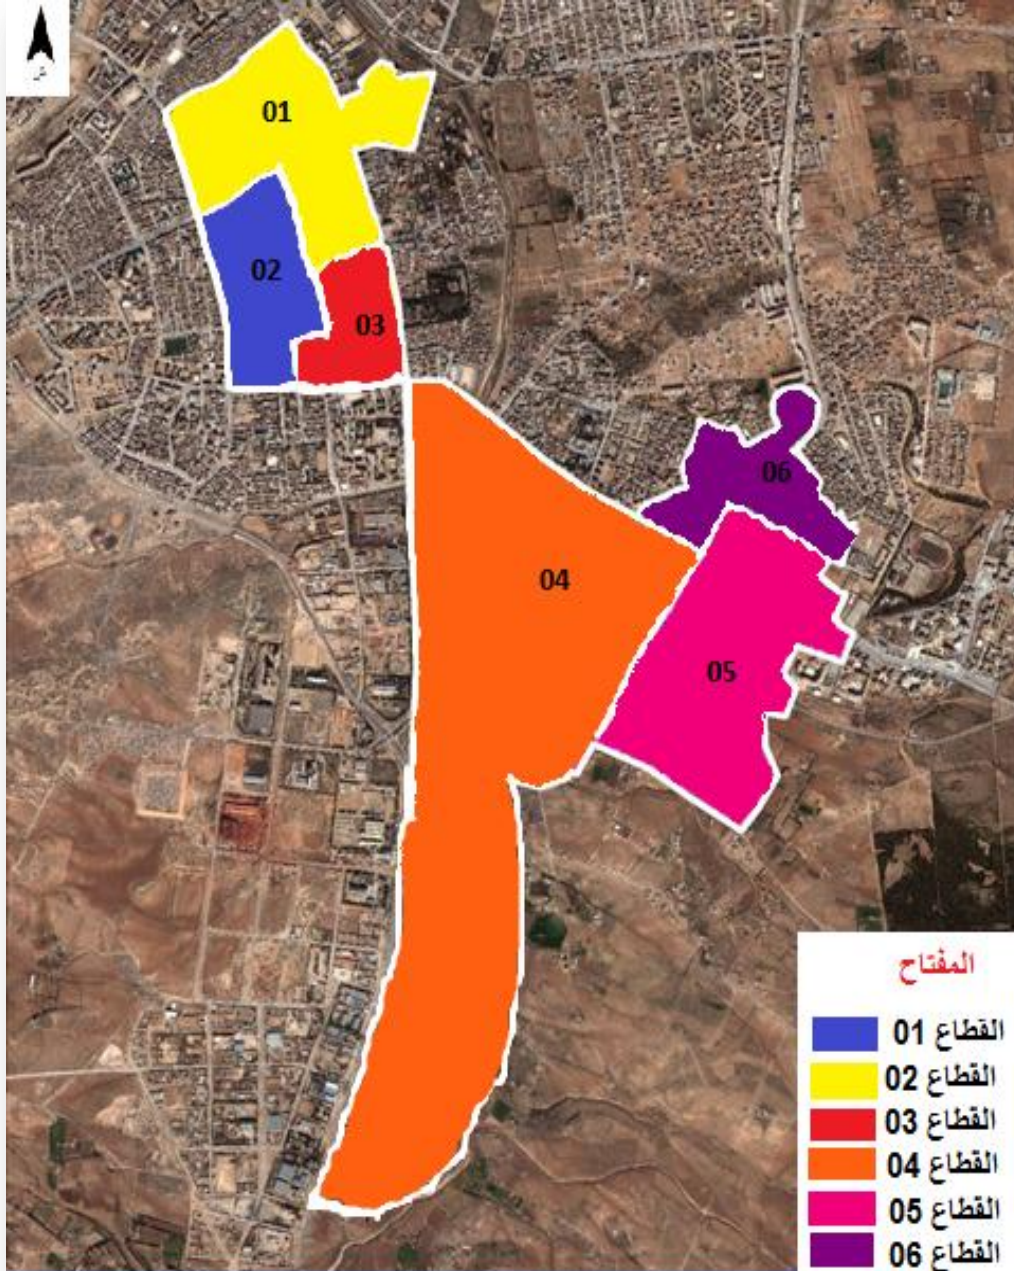 ش
01
02
03
04
06
05
المفتاح
القطاع 01
القطاع 02
القطاع 03
القطاع 04
القطاع 05
القطاع 06